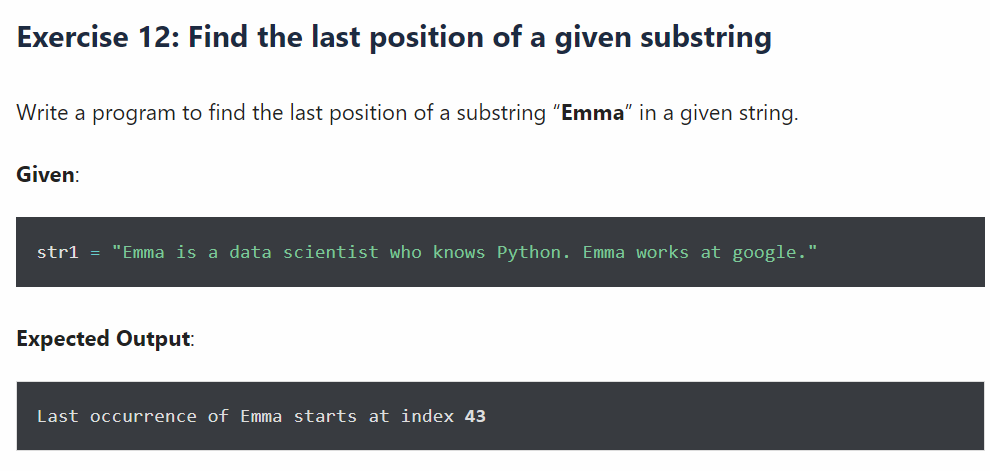 Exercise 12: Find the last position of a given substring
Write a program to find the last position of a substring “Emma” in a given string.
Given:
str1 = "Emma is a data scientist who knows Python. Emma works at google."
Expected Output:
Last occurrence of Emma starts at index 43